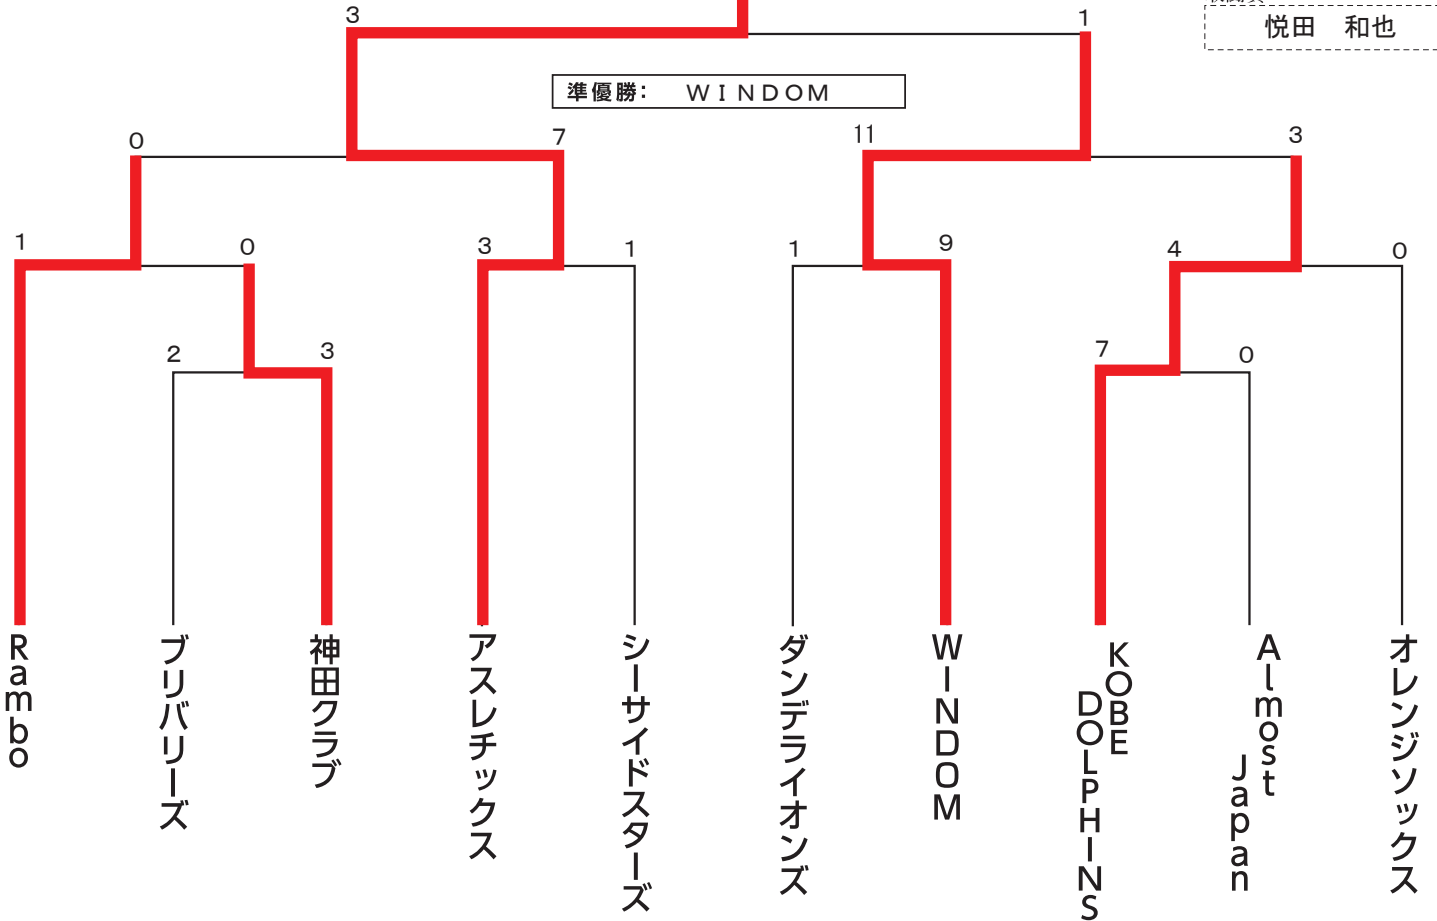 3
1
悦田　和也
準優勝：　ＷＩＮＤＯＭ
0
7
11
3
1
0
3
1
1
9
4
0
2
3
7
0
Rambo
ブリバリーズ
神田クラブ
アスレチックス
シーサイドスターズ
ダンデライオンズ
WINDOM
KOBE
DOLPHINS
Almost
Japan
オレンジソックス